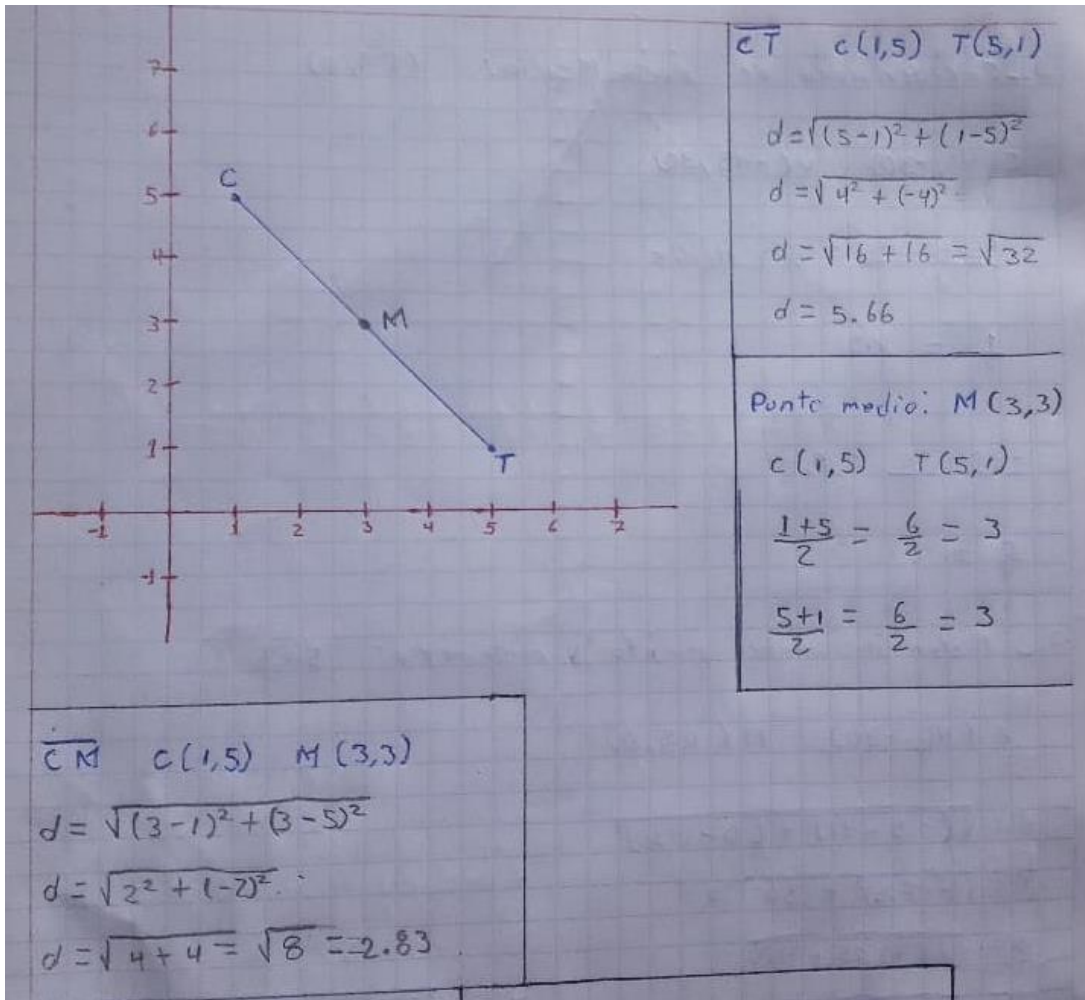 7
6
5
4
3
2
1
-1
-1 1 2 3 4 5 6 7
C
M
T
CT C(1,5) T(5,1)
d=√(5-1)²+(1-5)²
d=√4²+(-4)²
d=√16+16=√32
d=5.66
Punto medio: M(3,3)
C(1,5) T(5,1)
1+5/2 = 6/2 = 3
5+1/2 = 6/2 = 3
CM C(1,5) M(3,3)
d=√(3-1)²+(3-5)²
d=√2²+(-2)²
d=√4+4=√8=2.83